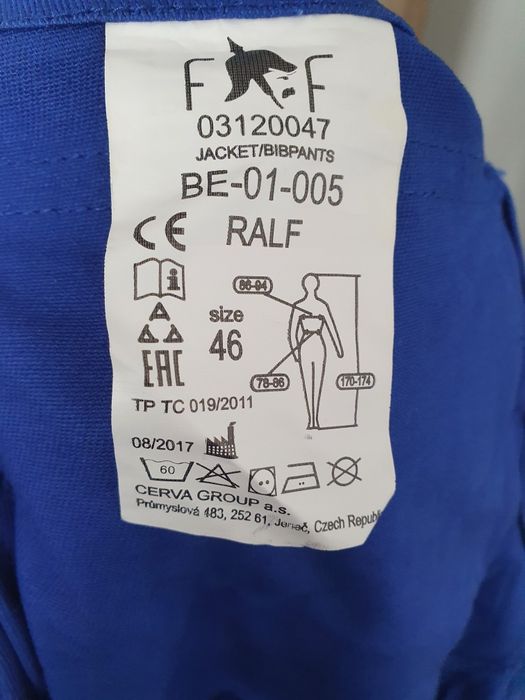 F F
03120047
JACKET/BIBPANTS
BE-01-005
CE RALF
86-94
size
46
78-86
170-174
EAC
TP TC 019/2011
08/2017
60
CERVA GROUP a.s.
Průmyslová 483, 252 61, Jeneč, Czech Republ